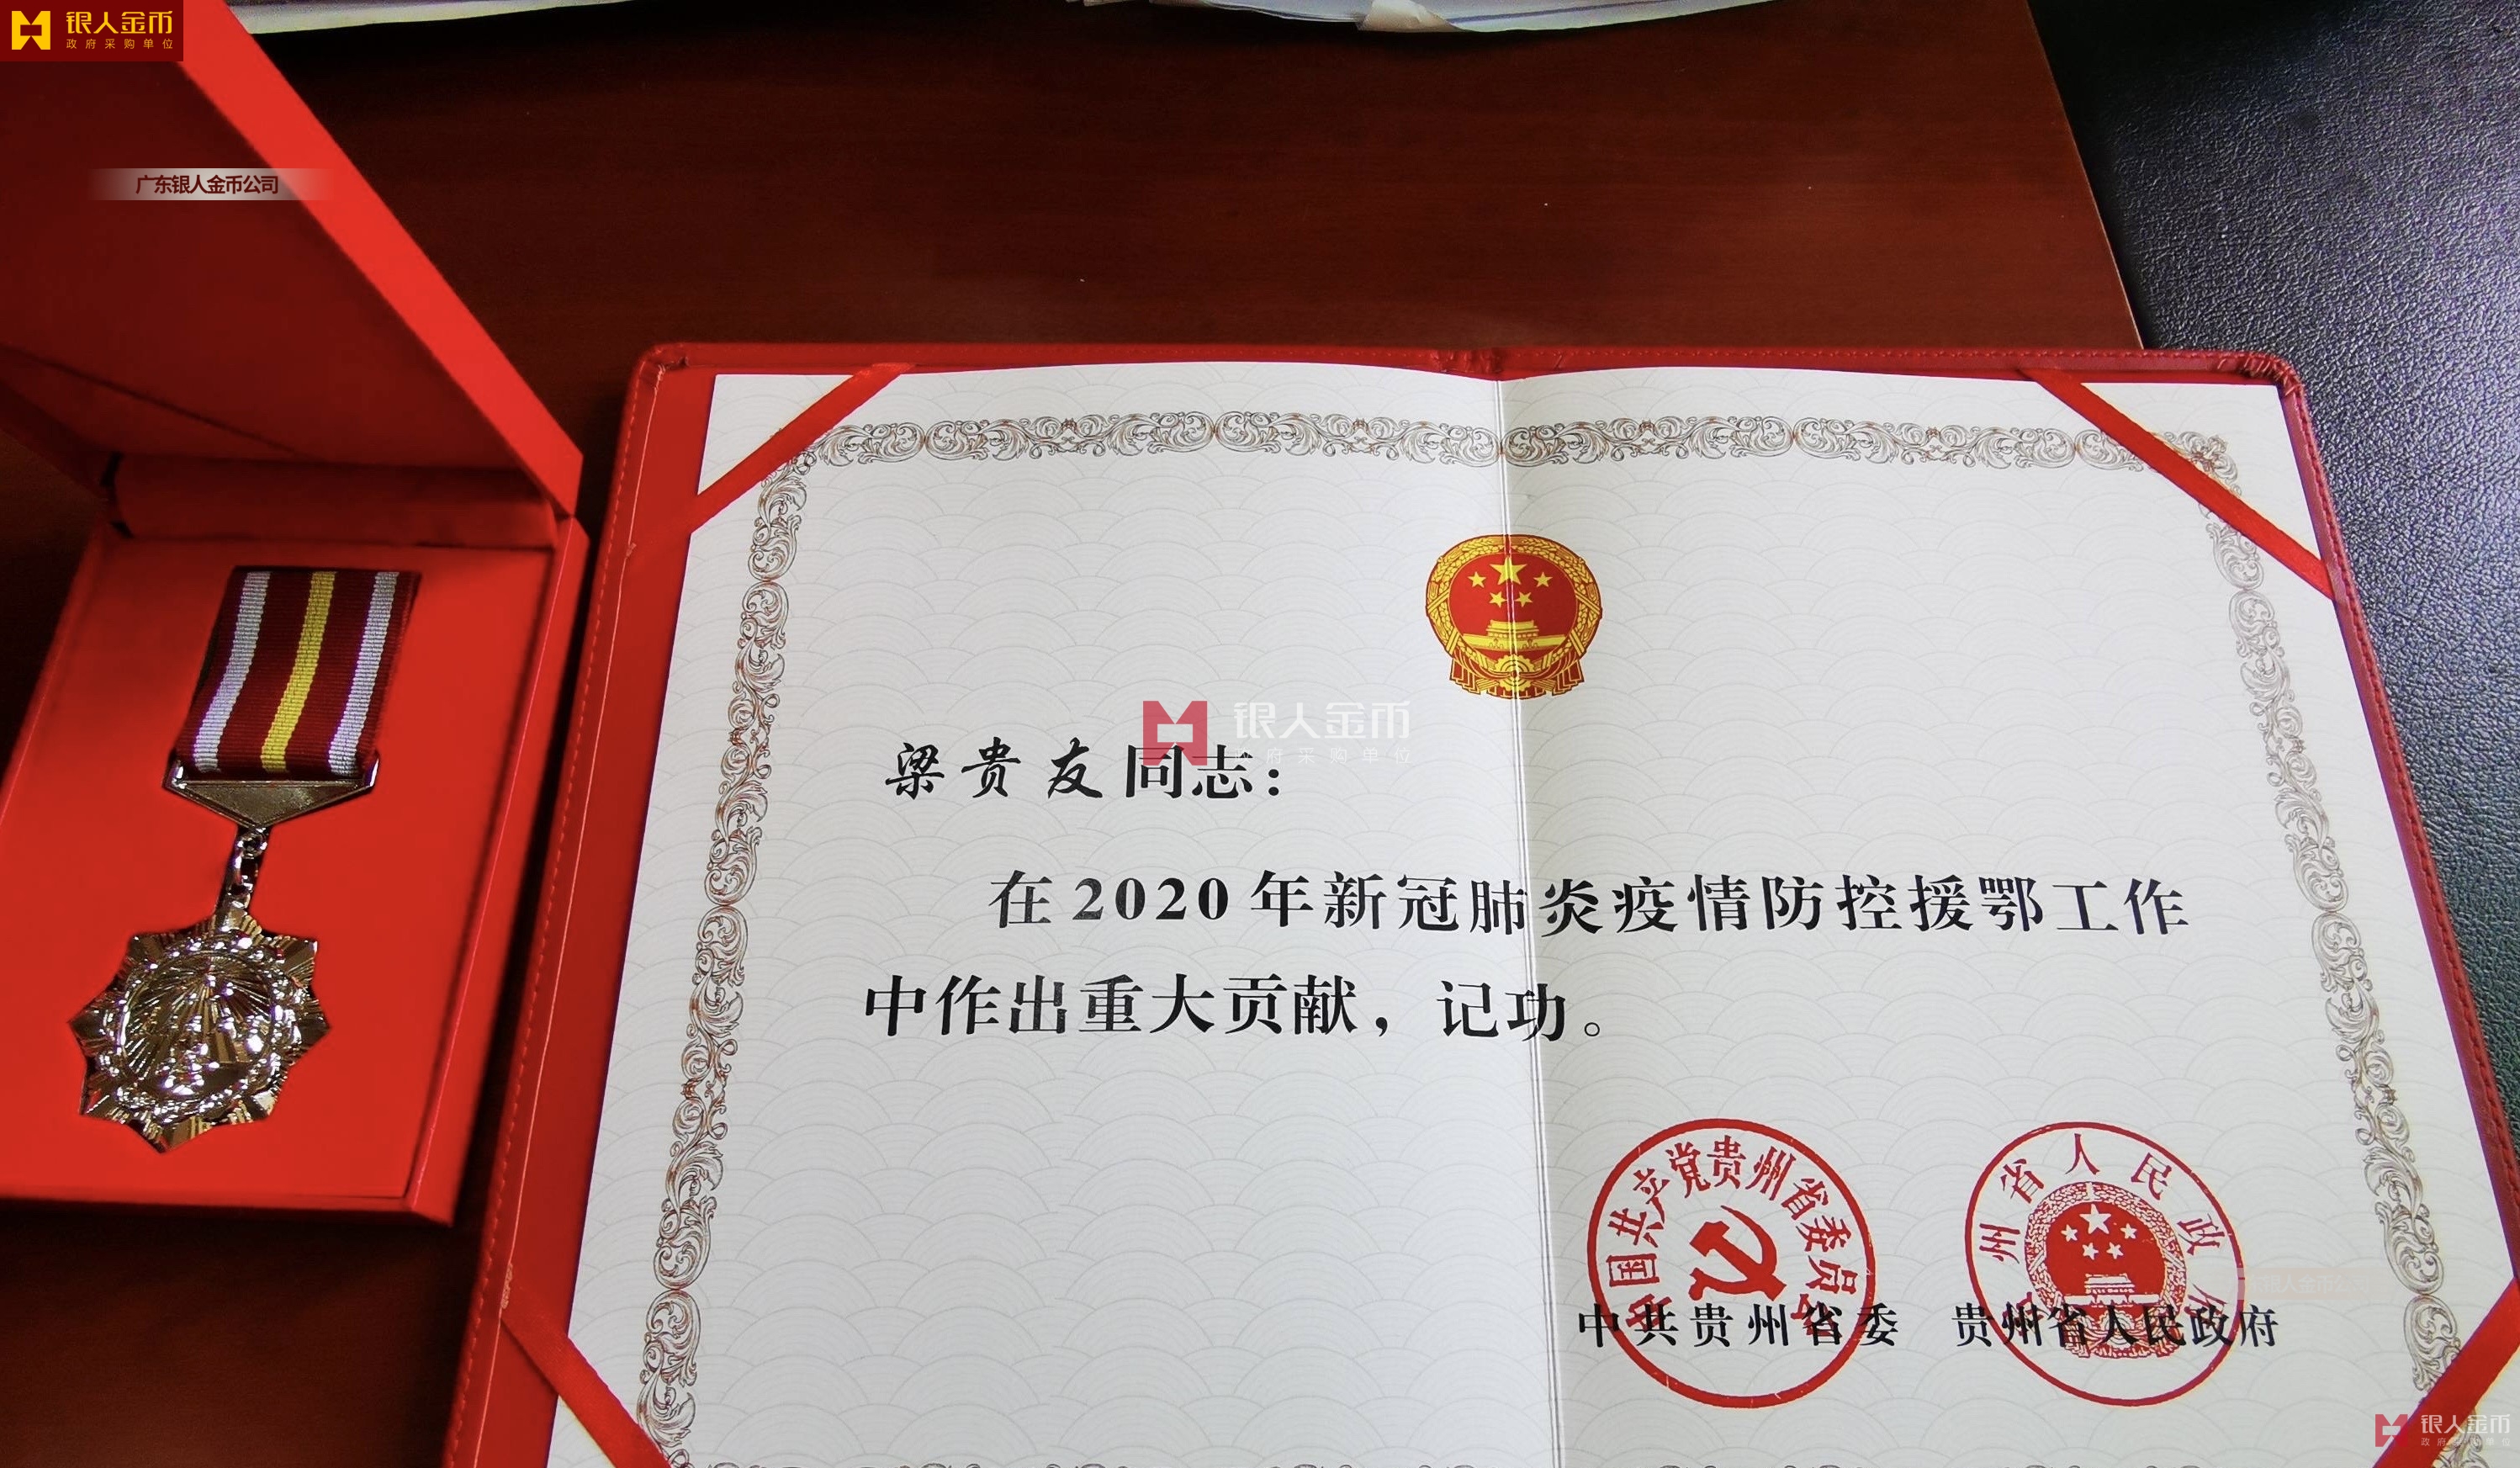 银人金币
政府采购单位
广东银人金币公司
银人金币
政府采购单位
梁贵友同志：
在2020年新冠肺炎疫情防控援鄂工作
中作出重大贡献，记功。
中国共产党贵州省委员会
州省人民政府
中共贵州省委 贵州省人民政府
银人金币
政府采购单位